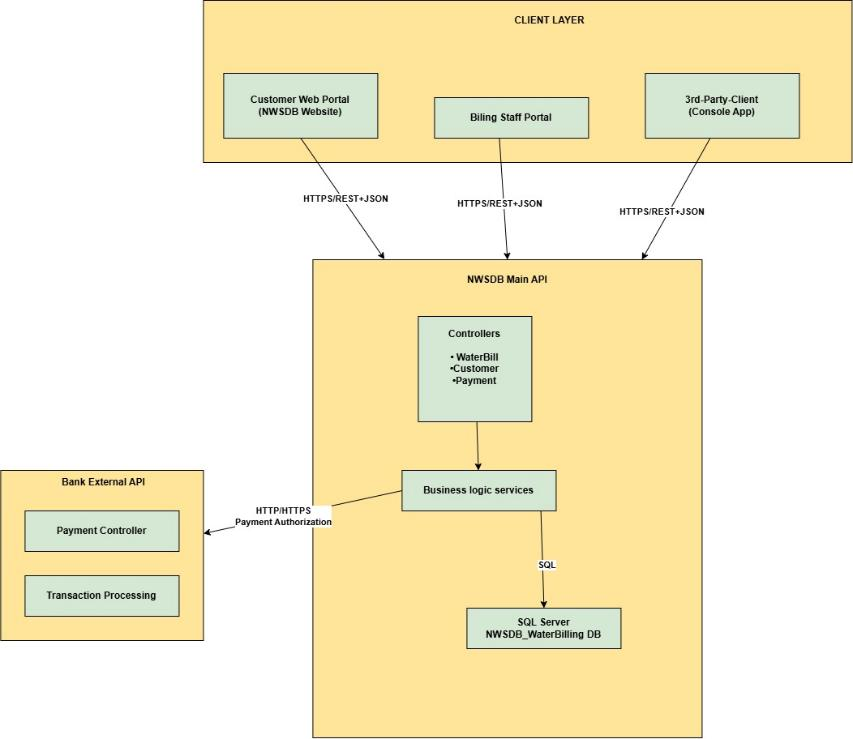 CLIENT LAYER
Customer Web Portal
(NWSDB Website)
Biling Staff Portal
3rd-Party-Client
(Console App)
HTTPS/REST+JSON
HTTPS/REST+JSON
HTTPS/REST+JSON
NWSDB Main API
Controllers
• WaterBill
•Customer
•Payment
Business logic services
Bank External API
Payment Controller
Transaction Processing
HTTP/HTTPS
Payment Authorization
SQL
SQL Server
NWSDB_WaterBilling DB